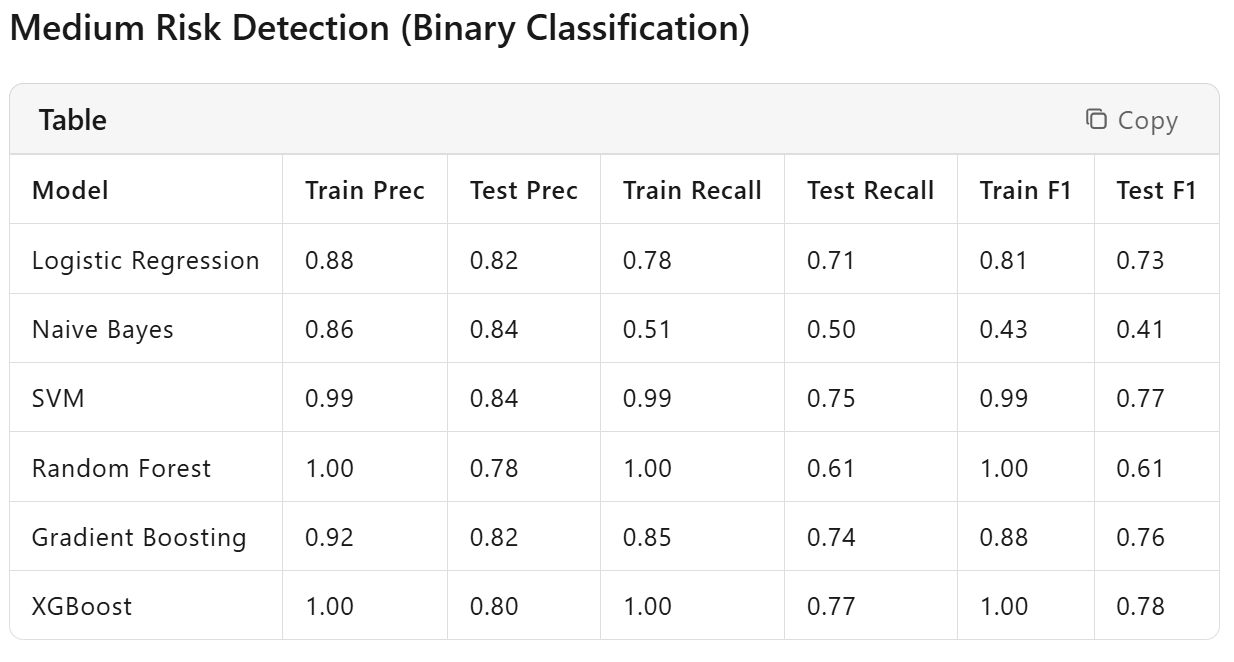 Medium Risk Detection (Binary Classification)
Table Copy
Model Train Prec Test Prec Train Recall Test Recall Train F1 Test F1
Logistic Regression 0.88 0.82 0.78 0.71 0.81 0.73
Naive Bayes 0.86 0.84 0.51 0.50 0.43 0.41
SVM 0.99 0.84 0.99 0.75 0.99 0.77
Random Forest 1.00 0.78 1.00 0.61 1.00 0.61
Gradient Boosting 0.92 0.82 0.85 0.74 0.88 0.76
XGBoost 1.00 0.80 1.00 0.77 1.00 0.78